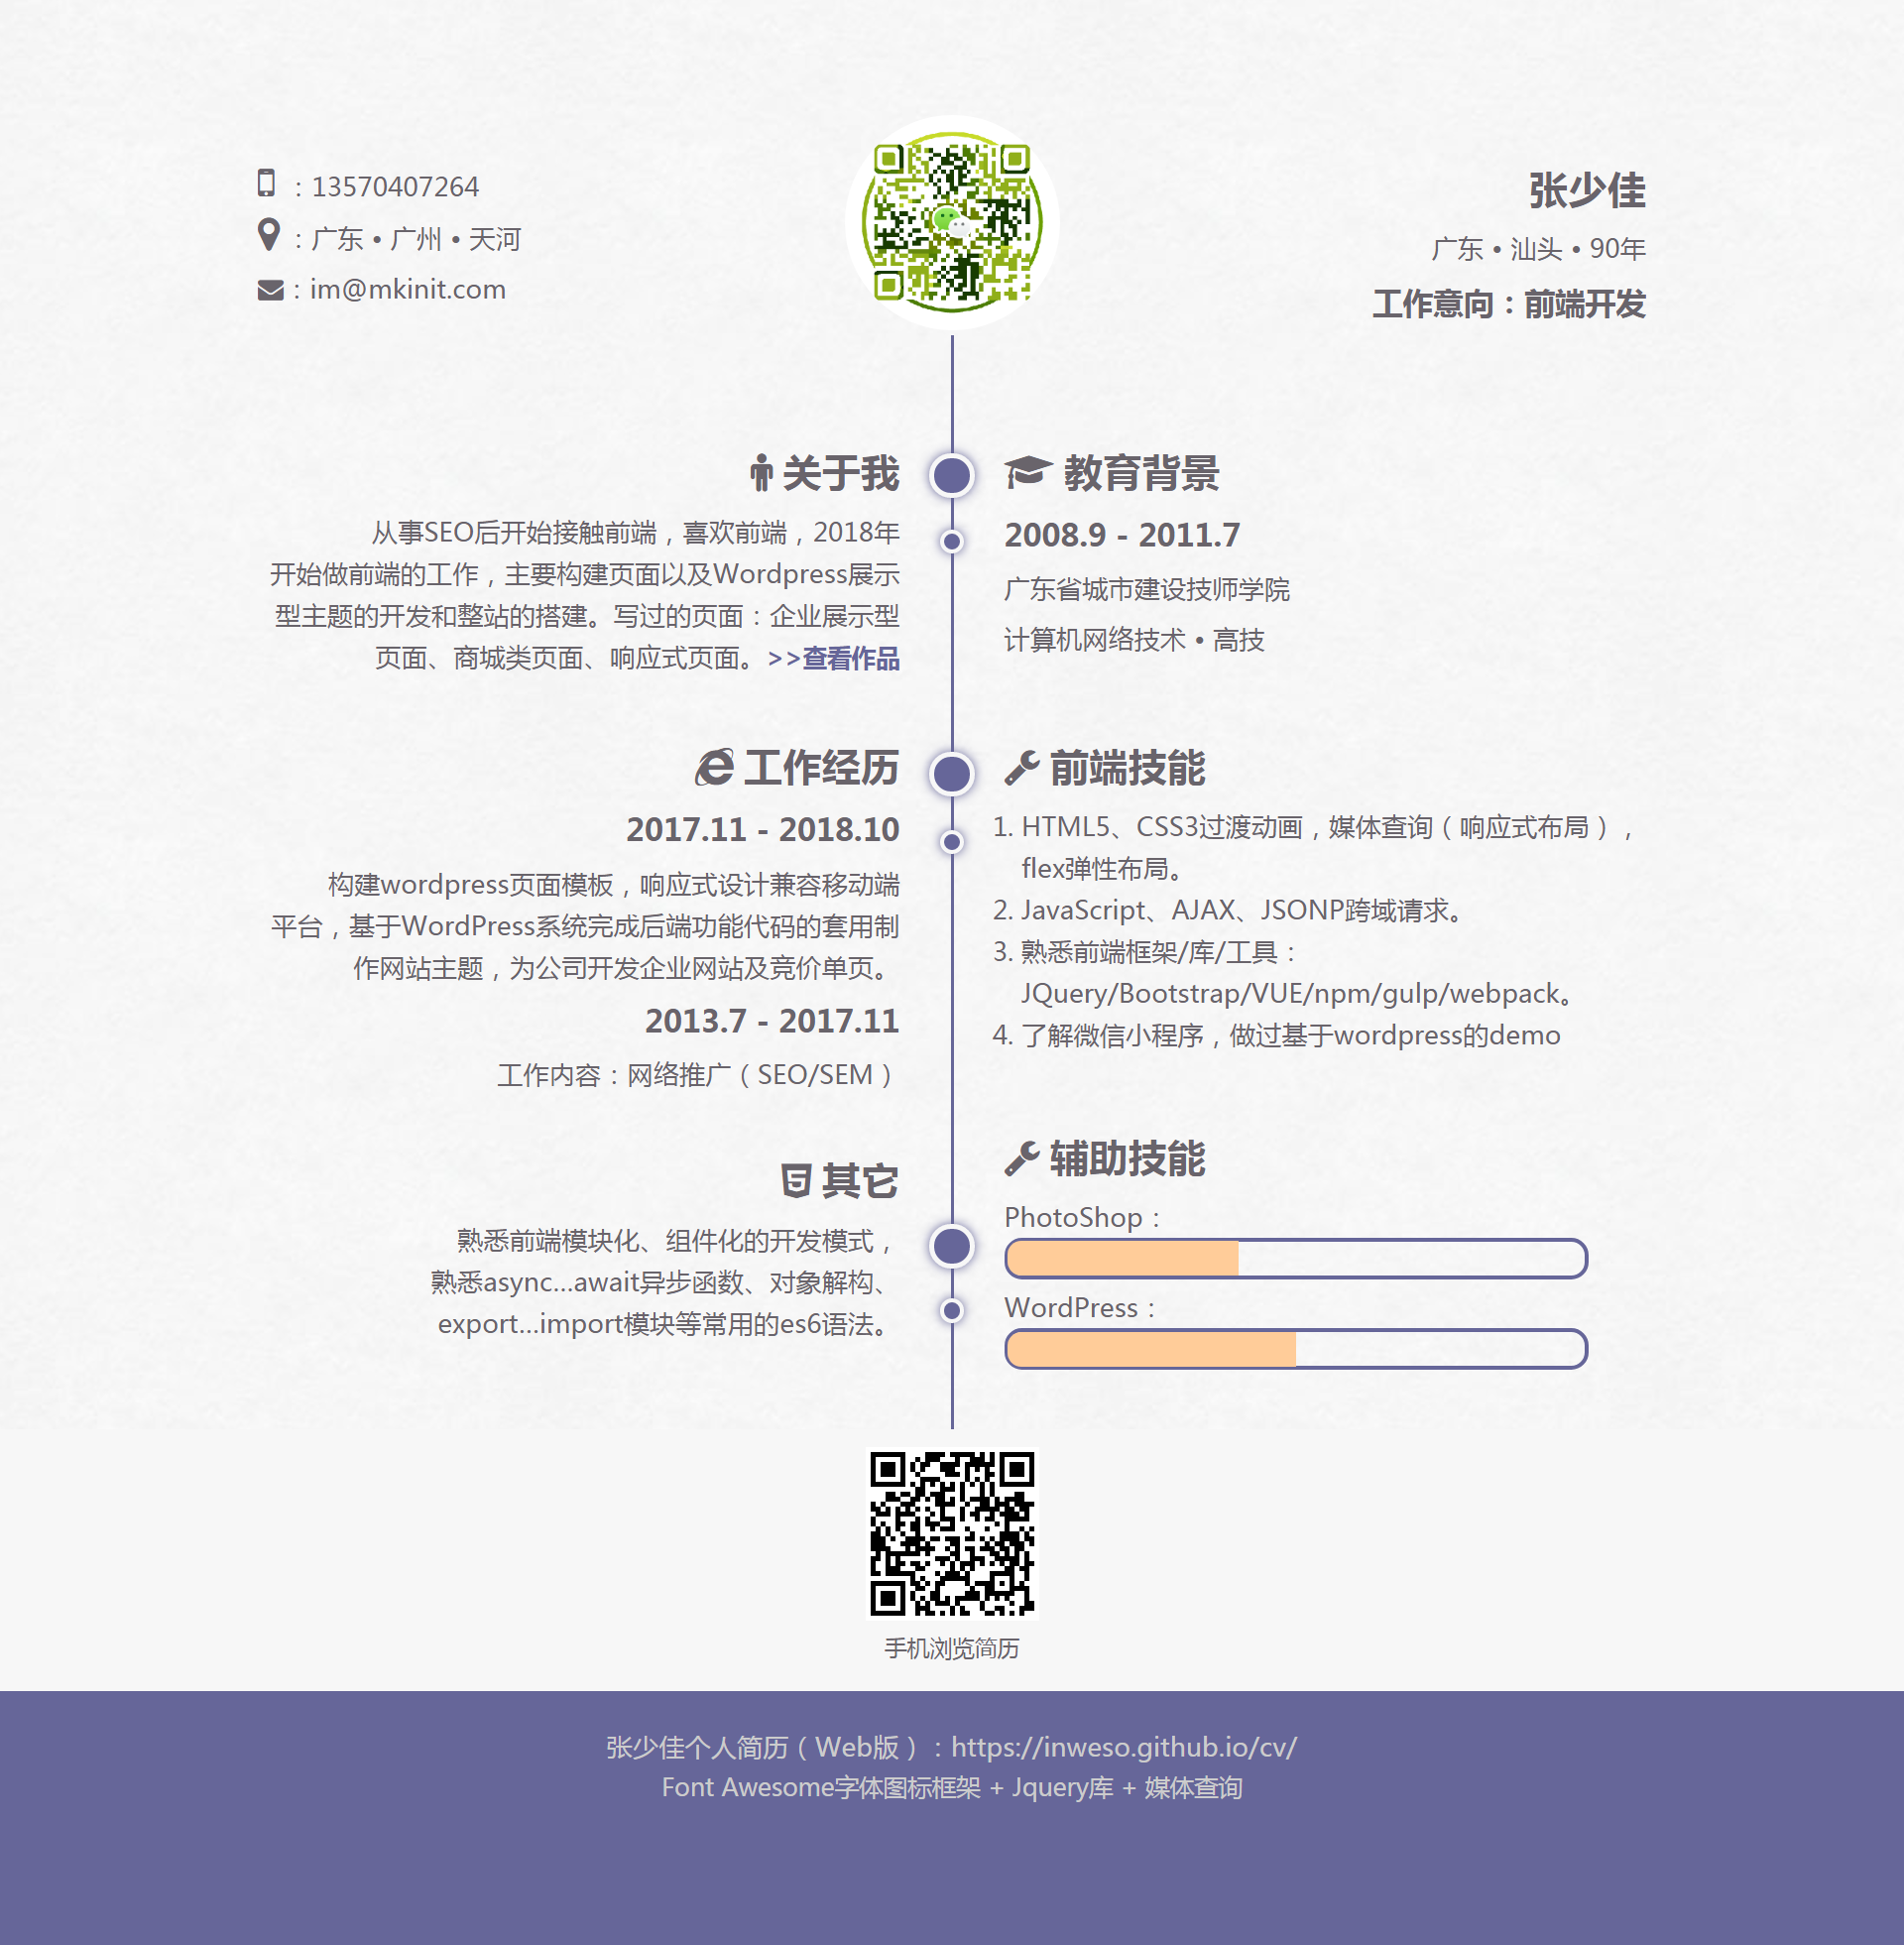 ：13570407264
：广东 • 广州 • 天河
：im@mkinit.com
张少佳
广东 • 汕头 • 90年
工作意向：前端开发
关于我
从事SEO后开始接触前端，喜欢前端，2018年
开始做前端的工作，主要构建页面以及Wordpress展示
型主题的开发和整站的搭建。写过的页面：企业展示型
页面、商城类页面、响应式页面。>>查看作品
教育背景
2008.9 - 2011.7
广东省城市建设技师学院
计算机网络技术 • 高技
工作经历
2017.11 - 2018.10
构建wordpress页面模板，响应式设计兼容移动端
平台，基于WordPress系统完成后端功能代码的套用制
作网站主题，为公司开发企业网站及竞价单页。
2013.7 - 2017.11
工作内容：网络推广（SEO/SEM）
前端技能
1. HTML5、CSS3过渡动画，媒体查询（响应式布局），
flex弹性布局。
2. JavaScript、AJAX、JSONP跨域请求。
3. 熟悉前端框架/库/工具：
JQuery/Bootstrap/VUE/npm/gulp/webpack。
4. 了解微信小程序，做过基于wordpress的demo
其它
熟悉前端模块化、组件化的开发模式，
熟悉async...await异步函数、对象解构、
export...import模块等常用的es6语法。
辅助技能
PhotoShop：
WordPress：
手机浏览简历
张少佳个人简历（Web版）：https://inweso.github.io/cv/
Font Awesome字体图标框架 + Jquery库 + 媒体查询